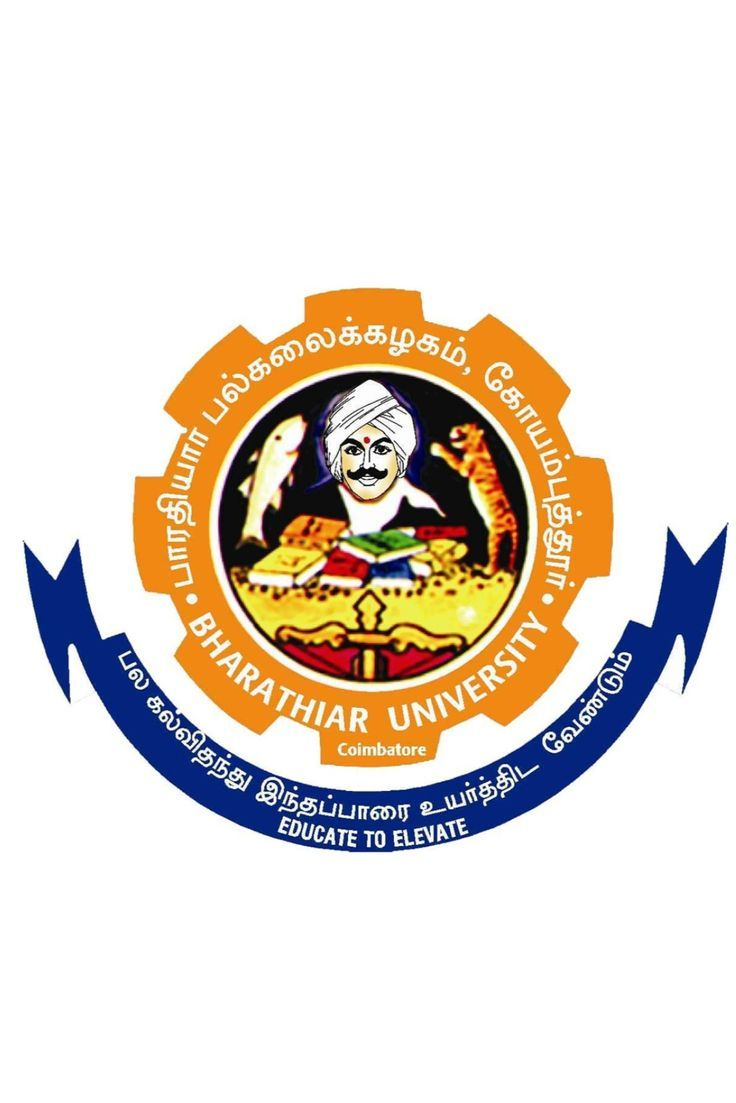 பாரதியார் பல்கலைக்கழகம், கோயம்புத்தூர்
BHARATHIAR UNIVERSITY
Coimbatore
பல கல்விதந்து இந்தப்பாரை உயர்த்திட வேண்டும்
EDUCATE TO ELEVATE